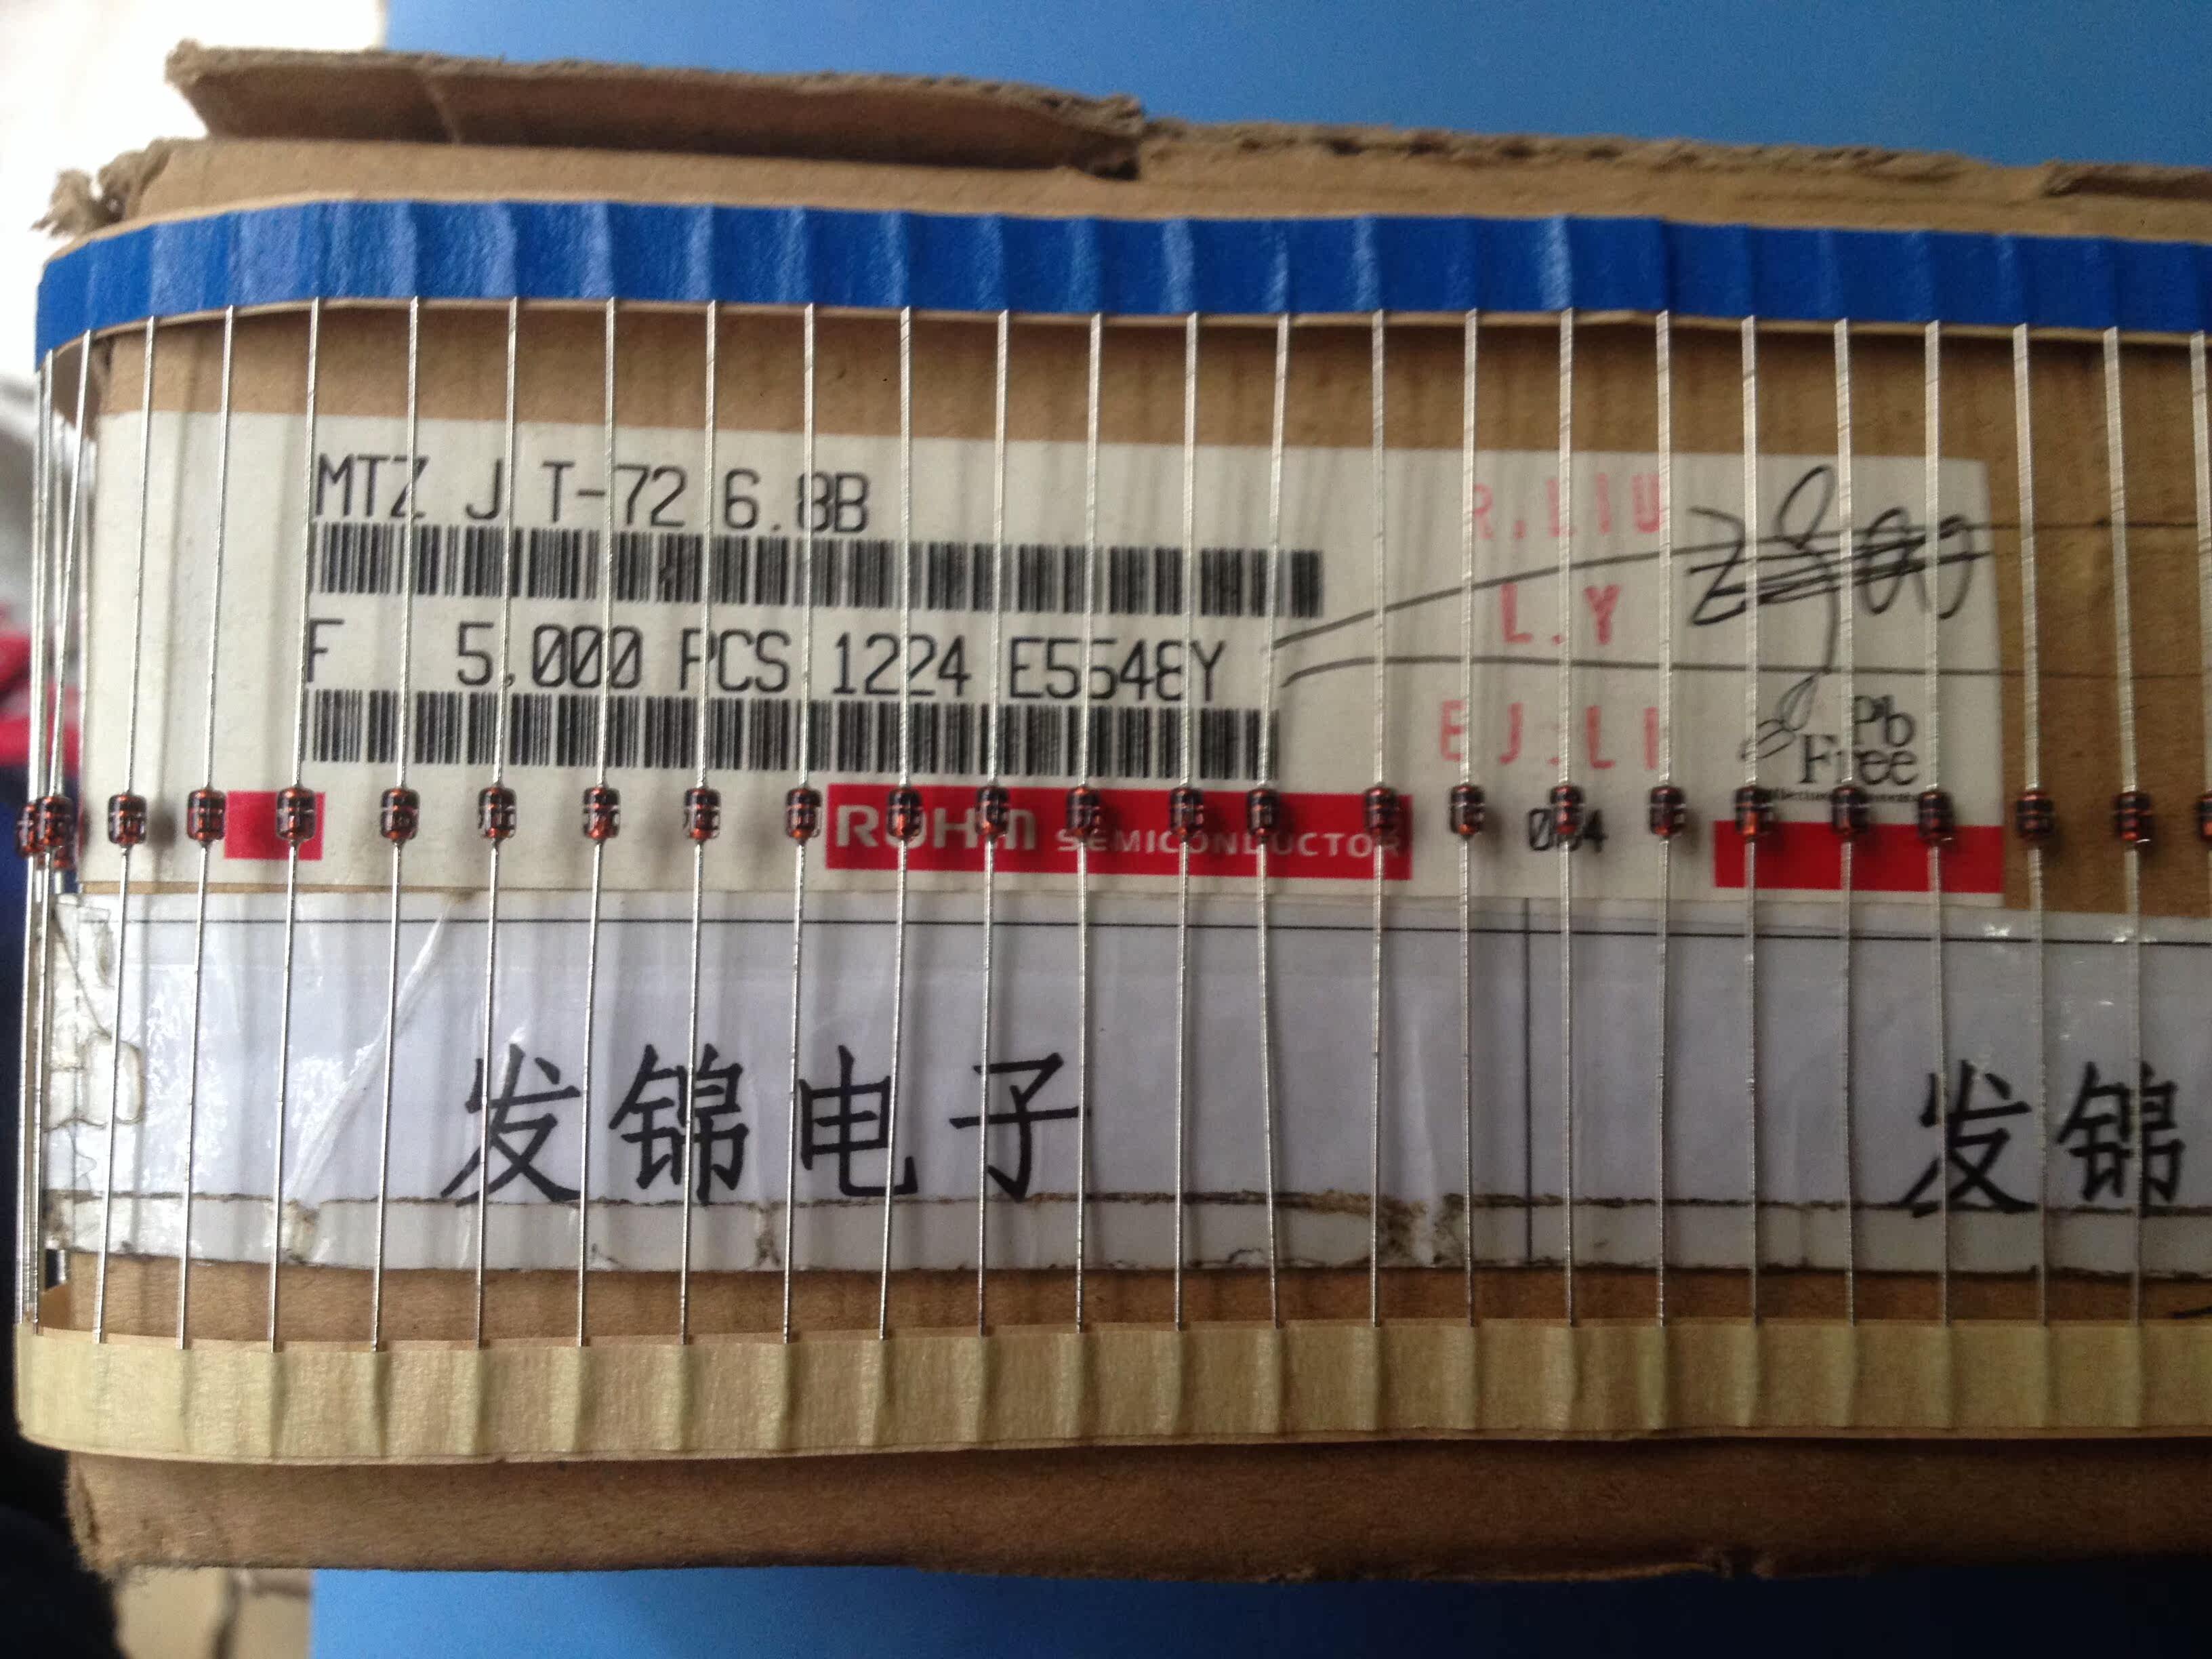 MTZ J T-72 6.8B
R.LIU
F 5,000 PCS 1224 E5548Y
L.Y
EJ.LI
Pb
Free
ROHM SEMICONDUCTOR
发锦电子
发锦